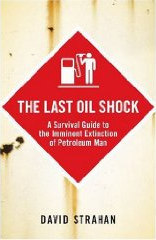 THE LAST OIL SHOCK
A Survival Guide to
the Imminent Extinction
of Petroleum Man
DAVID STRAHAN